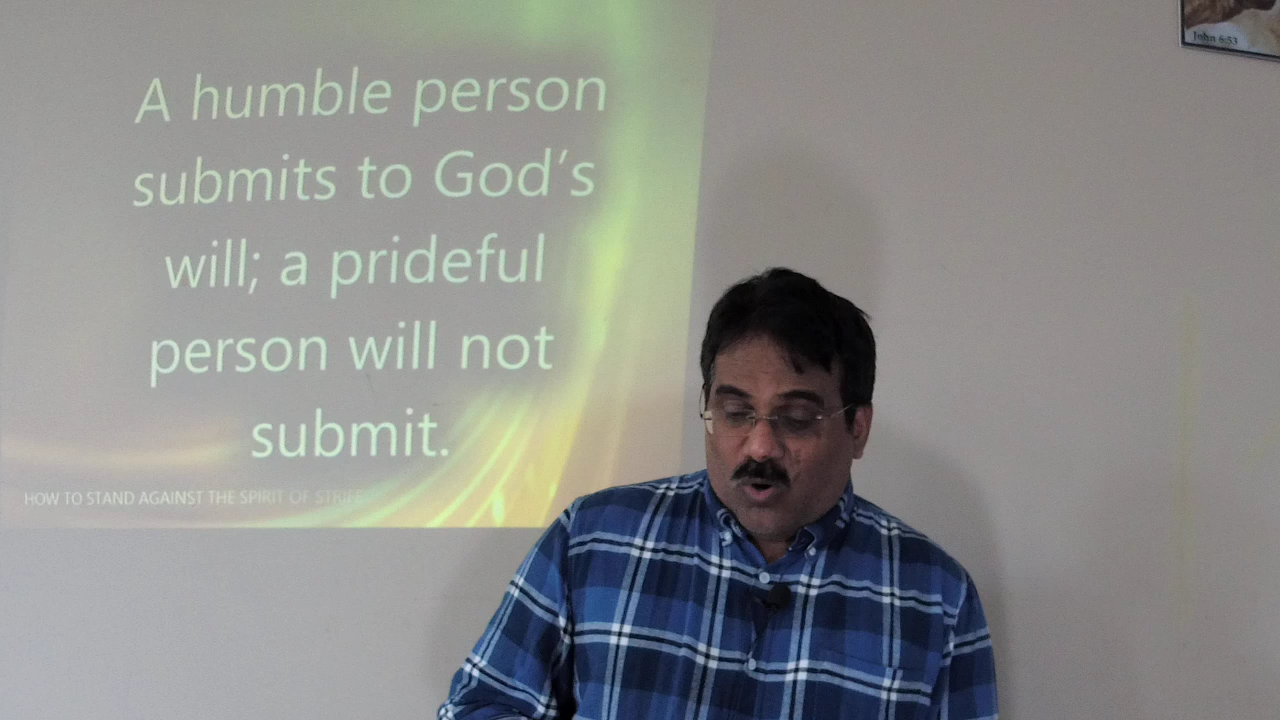 A humble person
submits to God's
will; a prideful
person will not
submit.
HOW TO STAND AGAINST THE SPIRIT OF STRIFE
John 6:53